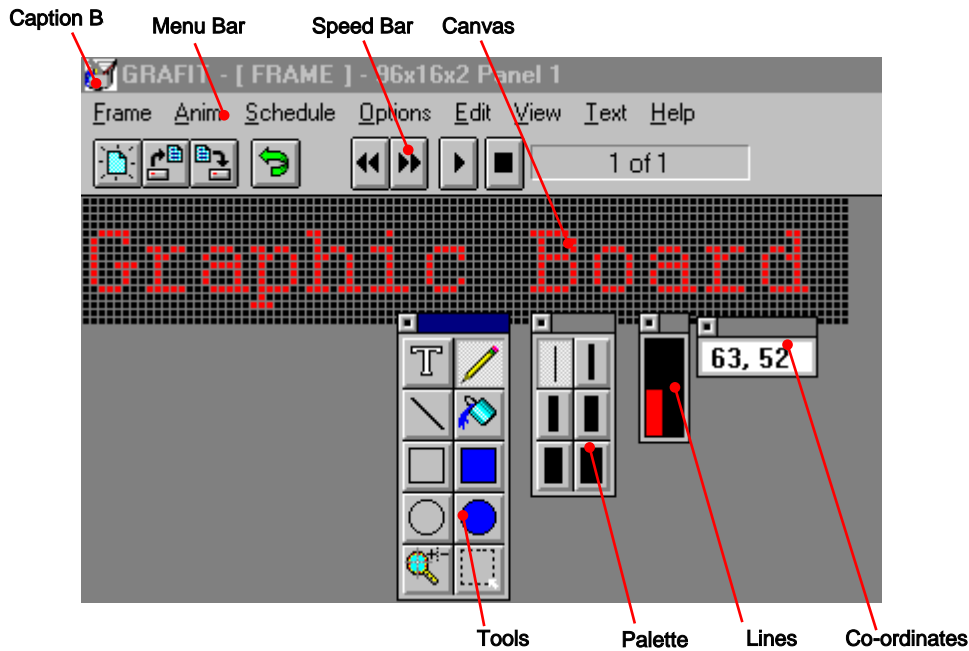 Caption B
Menu Bar
Speed Bar
Canvas
GRAFIT - [ FRAME ] - 96x16x2 Panel 1
Frame Anim Schedule Options Edit View Text Help
1 of 1
Graphic Board
T
63, 52
Tools
Palette
Lines
Co-ordinates